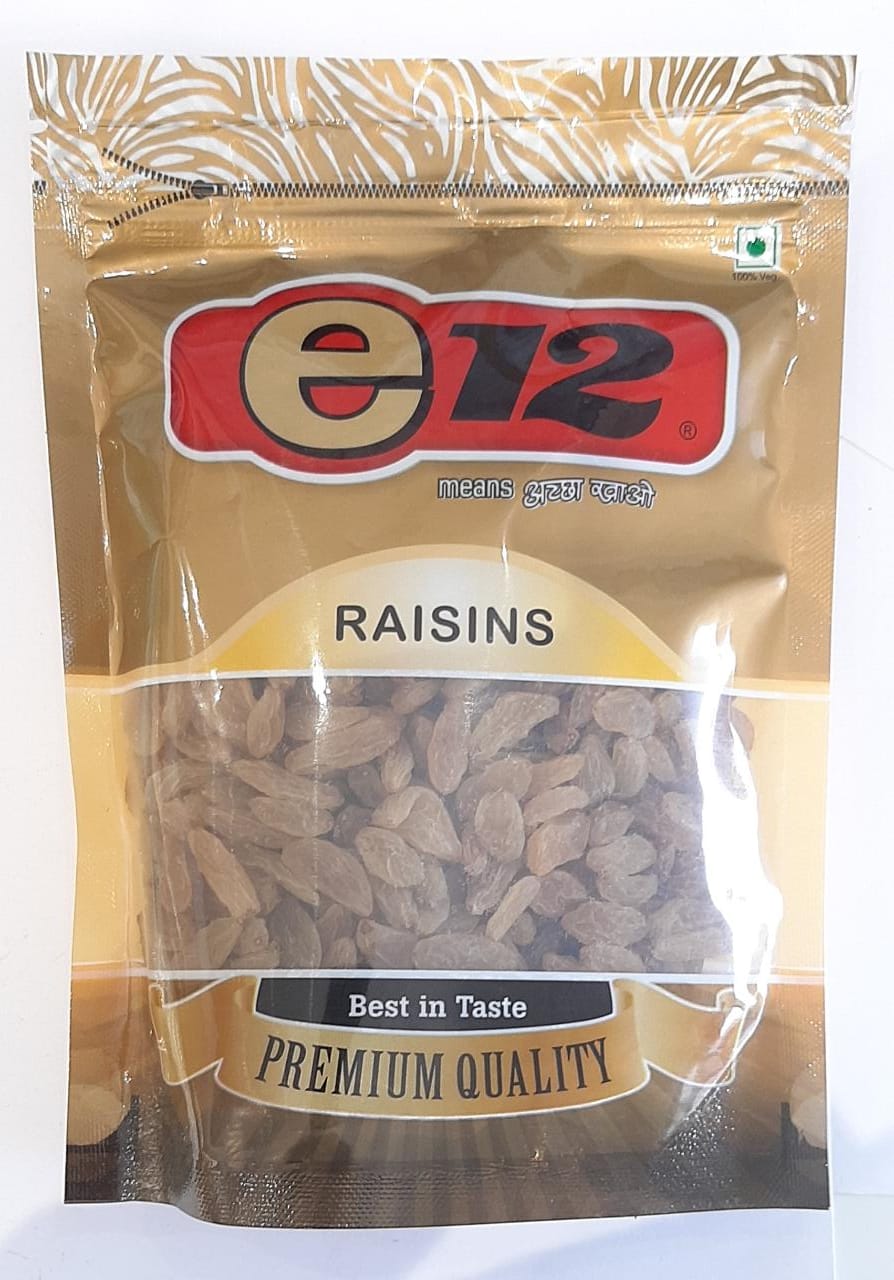 100% Veg.
e12
®
means अच्छा खाओ
RAISINS
Best in Taste
PREMIUM QUALITY